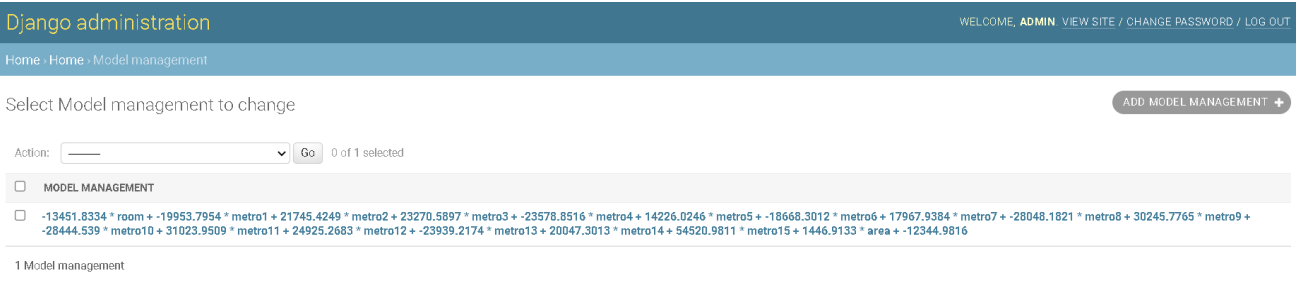 Django administration
WELCOME, ADMIN. VIEW SITE / CHANGE PASSWORD / LOG OUT
Home › Home › Model management
Select Model management to change
ADD MODEL MANAGEMENT +
Action: --------- Go 0 of 1 selected
MODEL MANAGEMENT
-13451.8334 * room + -19953.7954 * metro1 + 21745.4249 * metro2 + 23270.5897 * metro3 + -23578.8516 * metro4 + 14226.0246 * metro5 + -18668.3012 * metro6 + 17967.9384 * metro7 + -28048.1821 * metro8 + 30245.7765 * metro9 +
-28444.539 * metro10 + 31023.9509 * metro11 + 24925.2683 * metro12 + -23939.2174 * metro13 + 20047.3013 * metro14 + 54520.9811 * metro15 + 1446.9133 * area + -12344.9816
1 Model management